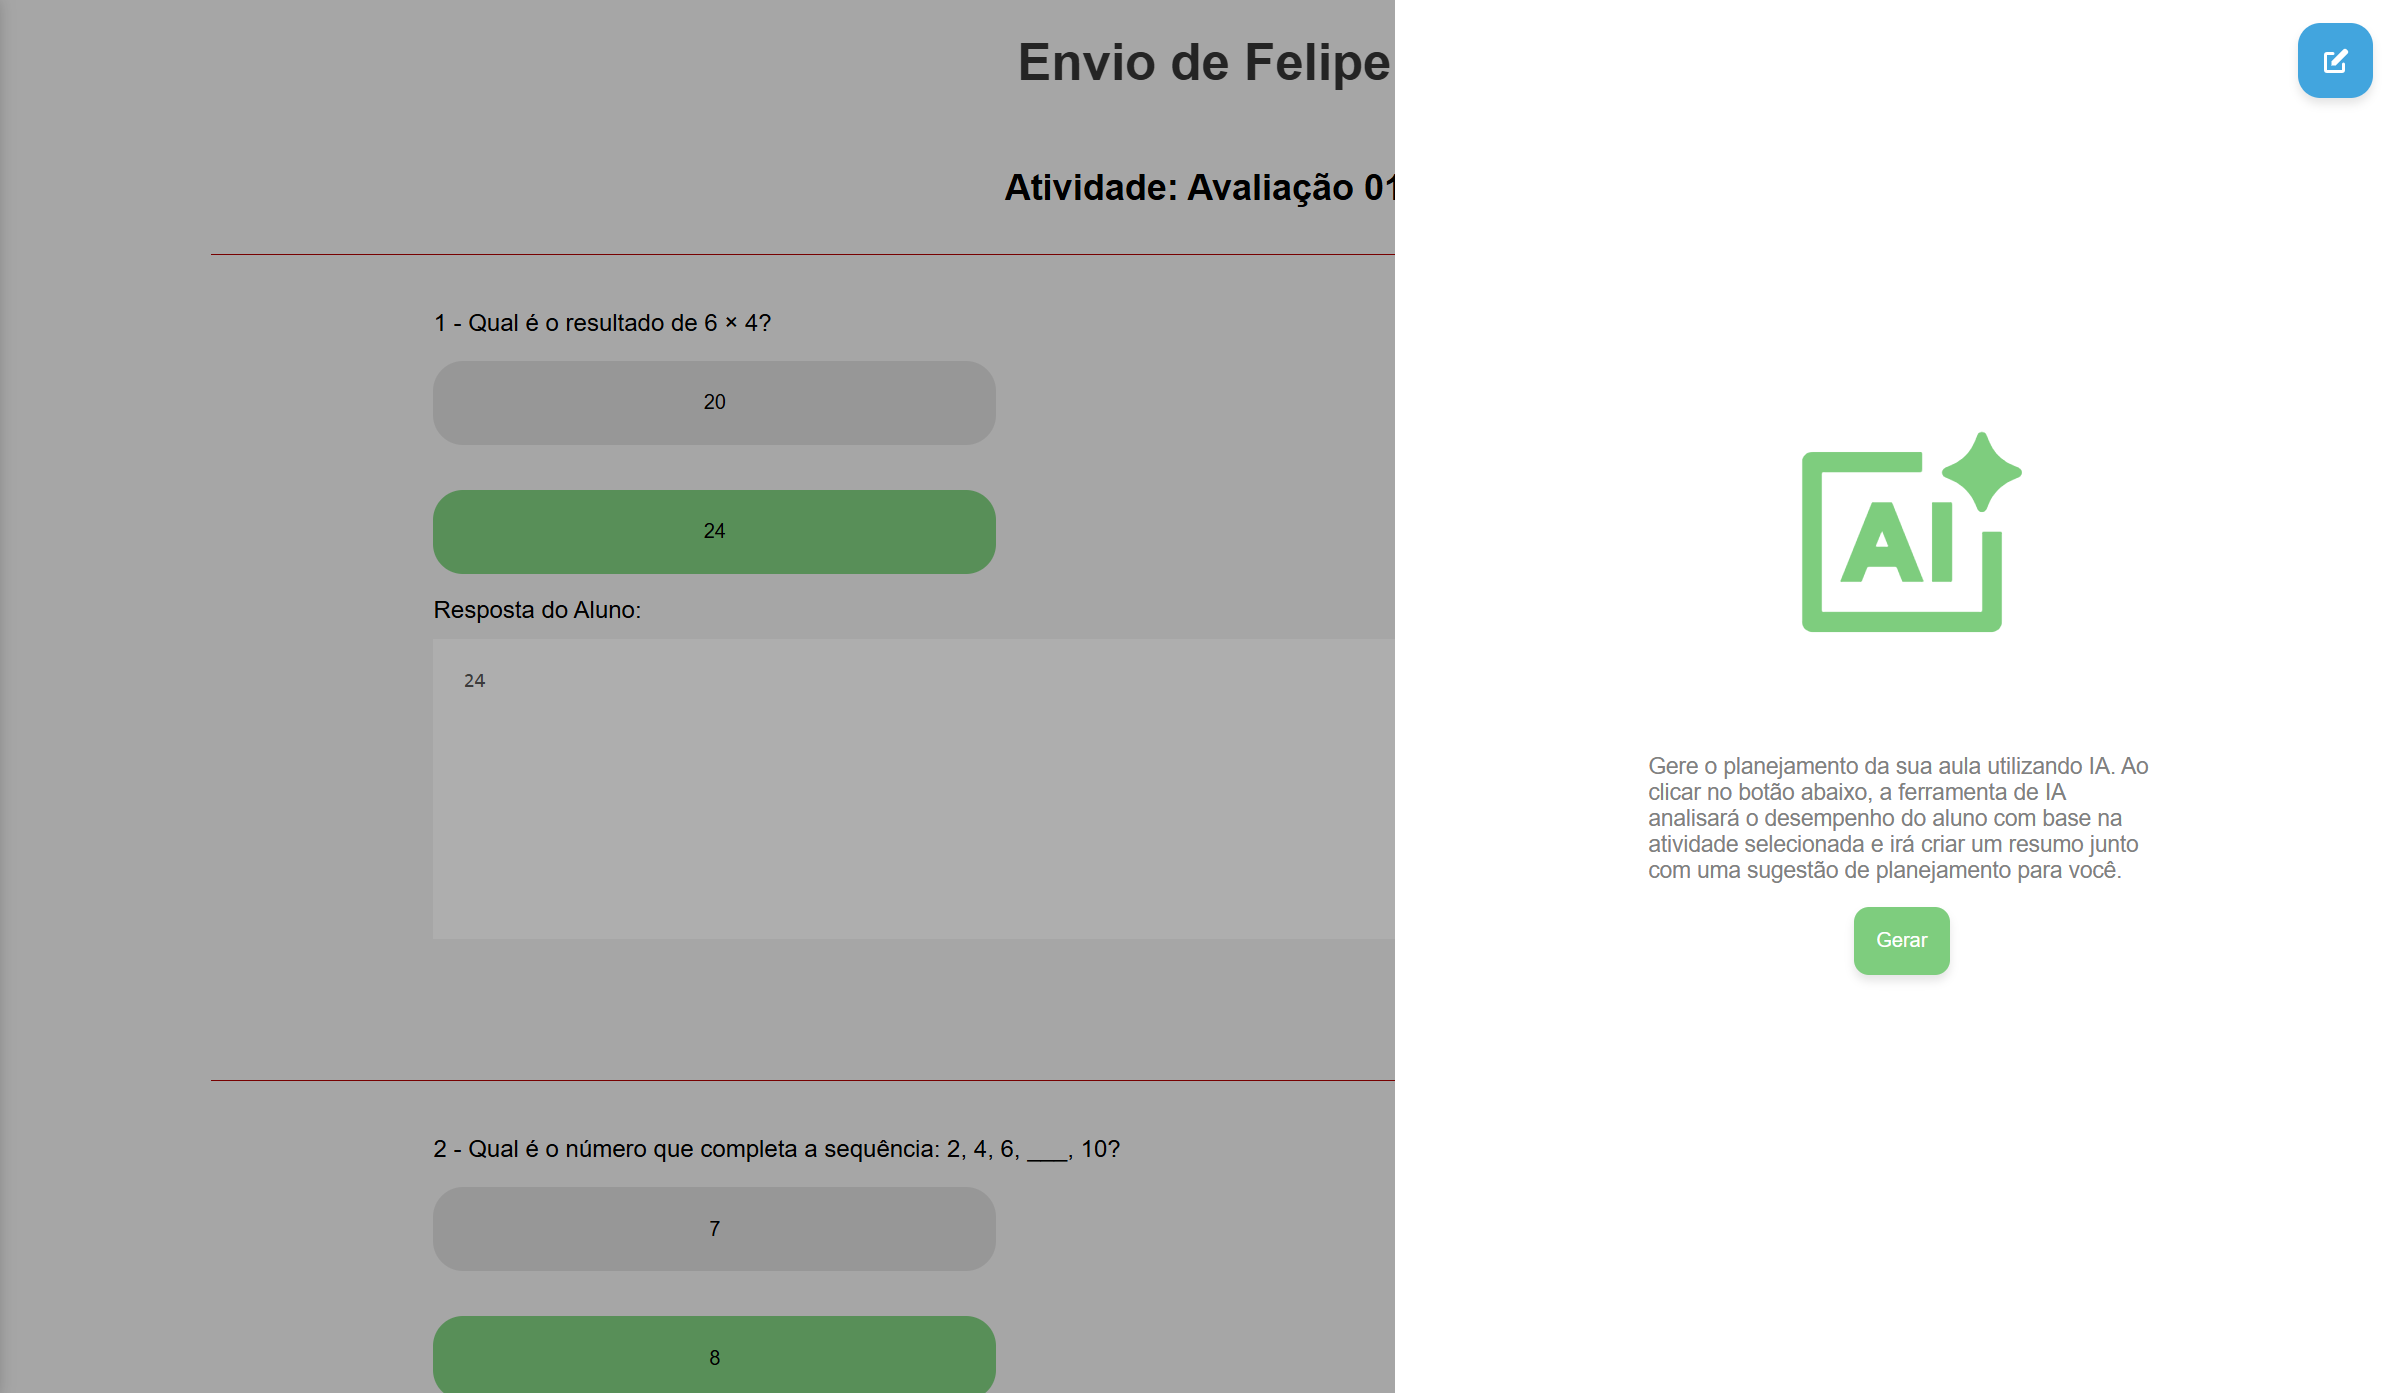 Envio de Felipe
Atividade: Avaliação 01
1 - Qual é o resultado de 6 × 4?
20
24
Resposta do Aluno:
24
2 - Qual é o número que completa a sequência: 2, 4, 6, ___, 10?
7
8
AI
Gere o planejamento da sua aula utilizando IA. Ao
clicar no botão abaixo, a ferramenta de IA
analisará o desempenho do aluno com base na
atividade selecionada e irá criar um resumo junto
com uma sugestão de planejamento para você.
Gerar